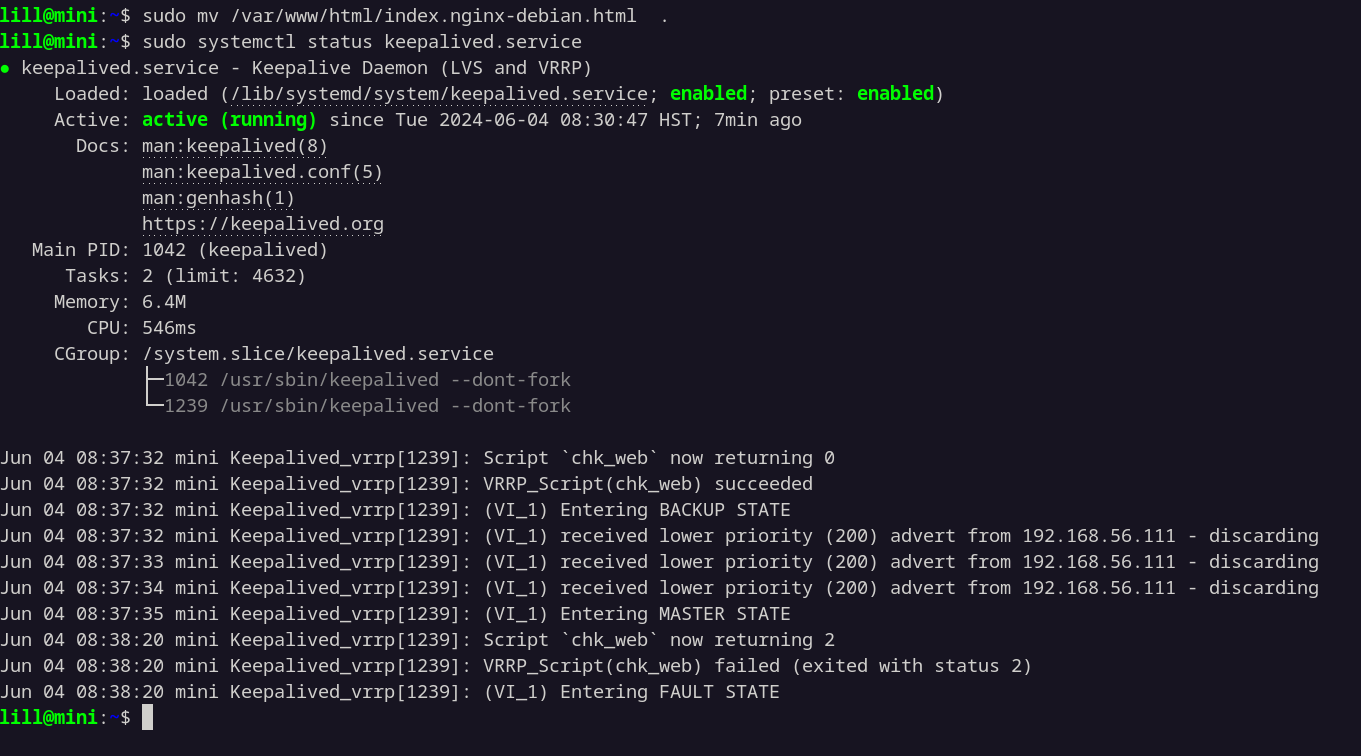 lill@mini:~$ sudo mv /var/www/html/index.nginx-debian.html  .
lill@mini:~$ sudo systemctl status keepalived.service
● keepalived.service - Keepalive Daemon (LVS and VRRP)
     Loaded: loaded (/lib/systemd/system/keepalived.service; enabled; preset: enabled)
     Active: active (running) since Tue 2024-06-04 08:30:47 HST; 7min ago
       Docs: man:keepalived(8)
             man:keepalived.conf(5)
             man:genhash(1)
             https://keepalived.org
   Main PID: 1042 (keepalived)
      Tasks: 2 (limit: 4632)
     Memory: 6.4M
        CPU: 546ms
     CGroup: /system.slice/keepalived.service
             ├─1042 /usr/sbin/keepalived --dont-fork
             └─1239 /usr/sbin/keepalived --dont-fork

Jun 04 08:37:32 mini Keepalived_vrrp[1239]: Script `chk_web` now returning 0
Jun 04 08:37:32 mini Keepalived_vrrp[1239]: VRRP_Script(chk_web) succeeded
Jun 04 08:37:32 mini Keepalived_vrrp[1239]: (VI_1) Entering BACKUP STATE
Jun 04 08:37:32 mini Keepalived_vrrp[1239]: (VI_1) received lower priority (200) advert from 192.168.56.111 - discarding
Jun 04 08:37:33 mini Keepalived_vrrp[1239]: (VI_1) received lower priority (200) advert from 192.168.56.111 - discarding
Jun 04 08:37:34 mini Keepalived_vrrp[1239]: (VI_1) received lower priority (200) advert from 192.168.56.111 - discarding
Jun 04 08:37:35 mini Keepalived_vrrp[1239]: (VI_1) Entering MASTER STATE
Jun 04 08:38:20 mini Keepalived_vrrp[1239]: Script `chk_web` now returning 2
Jun 04 08:38:20 mini Keepalived_vrrp[1239]: VRRP_Script(chk_web) failed (exited with status 2)
Jun 04 08:38:20 mini Keepalived_vrrp[1239]: (VI_1) Entering FAULT STATE
lill@mini:~$